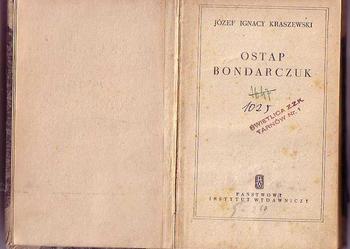 JÓZEF IGNACY KRASZEWSKI
OSTAP
BONDARCZUK
1025
ŚWIETLICA Z.Z.K.
TARNÓW Nr. 1
PAŃSTWOWY
INSTYTUT WYDAWNICZY